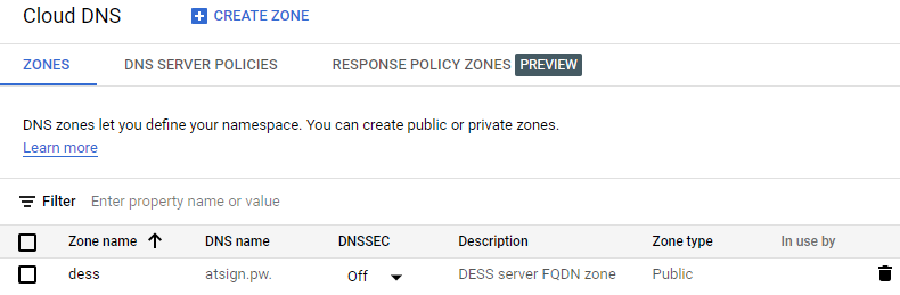 Cloud DNS CREATE ZONE
ZONES DNS SERVER POLICIES RESPONSE POLICY ZONES PREVIEW
DNS zones let you define your namespace. You can create public or private zones.
Learn more
Filter Enter property name or value
Zone name DNS name DNSSEC Description Zone type In use by
dess atsign.pw. Off DESS server FQDN zone Public